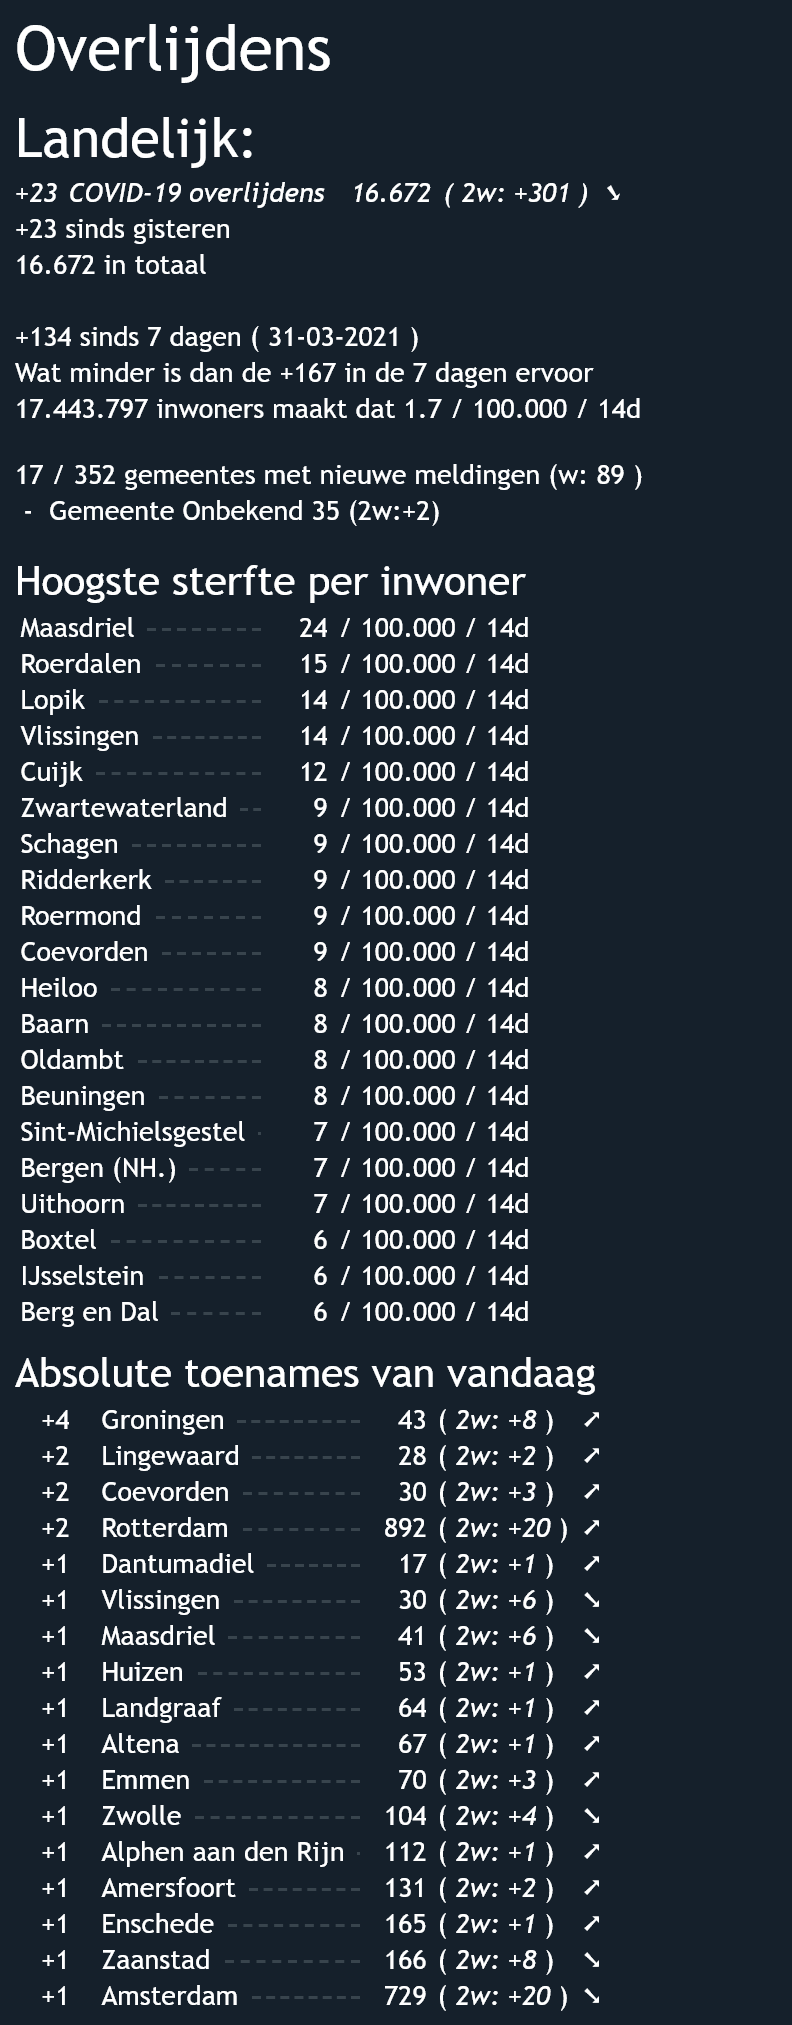 Overlijdens
Landelijk:
+23 COVID-19 overlijdens 16.672 ( 2w: +301 ) ➘
+23 sinds gisteren
16.672 in totaal
+134 sinds 7 dagen ( 31-03-2021 )
Wat minder is dan de +167 in de 7 dagen ervoor
17.443.797 inwoners maakt dat 1.7 / 100.000 / 14d
17 / 352 gemeentes met nieuwe meldingen (w: 89 )
- Gemeente Onbekend 35 (2w:+2)
Hoogste sterfte per inwoner
Maasdriel -------- 24 / 100.000 / 14d
Roerdalen ------- 15 / 100.000 / 14d
Lopik ----------- 14 / 100.000 / 14d
Vlissingen -------- 14 / 100.000 / 14d
Cuijk ----------- 12 / 100.000 / 14d
Zwartewaterland -- 9 / 100.000 / 14d
Schagen --------- 9 / 100.000 / 14d
Ridderkerk ------- 9 / 100.000 / 14d
Roermond ------- 9 / 100.000 / 14d
Coevorden ------- 9 / 100.000 / 14d
Heiloo ---------- 8 / 100.000 / 14d
Baarn ----------- 8 / 100.000 / 14d
Oldambt --------- 8 / 100.000 / 14d
Beuningen ------- 8 / 100.000 / 14d
Sint-Michielsgestel - 7 / 100.000 / 14d
Bergen (NH.) ----- 7 / 100.000 / 14d
Uithoorn --------- 7 / 100.000 / 14d
Boxtel ---------- 6 / 100.000 / 14d
IJsselstein ------- 6 / 100.000 / 14d
Berg en Dal ------ 6 / 100.000 / 14d
Absolute toenames van vandaag
+4 Groningen --------- 43 ( 2w: +8 ) ➚
+2 Lingewaard -------- 28 ( 2w: +2 ) ➚
+2 Coevorden --------- 30 ( 2w: +3 ) ➚
+2 Rotterdam --------- 892 ( 2w: +20 ) ➚
+1 Dantumadiel ------- 17 ( 2w: +1 ) ➚
+1 Vlissingen --------- 30 ( 2w: +6 ) ➘
+1 Maasdriel --------- 41 ( 2w: +6 ) ➘
+1 Huizen ----------- 53 ( 2w: +1 ) ➚
+1 Landgraaf --------- 64 ( 2w: +1 ) ➚
+1 Altena ------------ 67 ( 2w: +1 ) ➚
+1 Emmen ----------- 70 ( 2w: +3 ) ➚
+1 Zwolle ------------ 104 ( 2w: +4 ) ➘
+1 Alphen aan den Rijn - 112 ( 2w: +1 ) ➚
+1 Amersfoort -------- 131 ( 2w: +2 ) ➚
+1 Enschede --------- 165 ( 2w: +1 ) ➚
+1 Zaanstad ---------- 166 ( 2w: +8 ) ➘
+1 Amsterdam -------- 729 ( 2w: +20 ) ➘